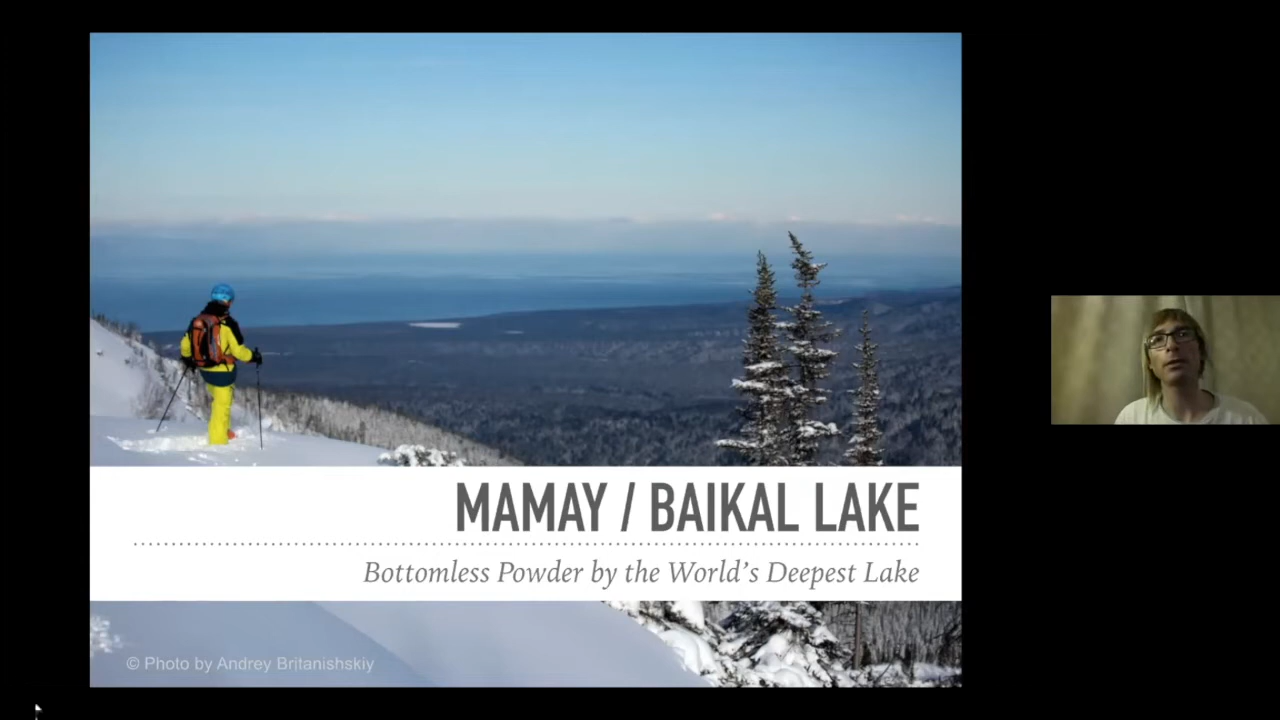 MAMAY / BAIKAL LAKE
Bottomless Powder by the World’s Deepest Lake
© Photo by Andrey Britanishskiy